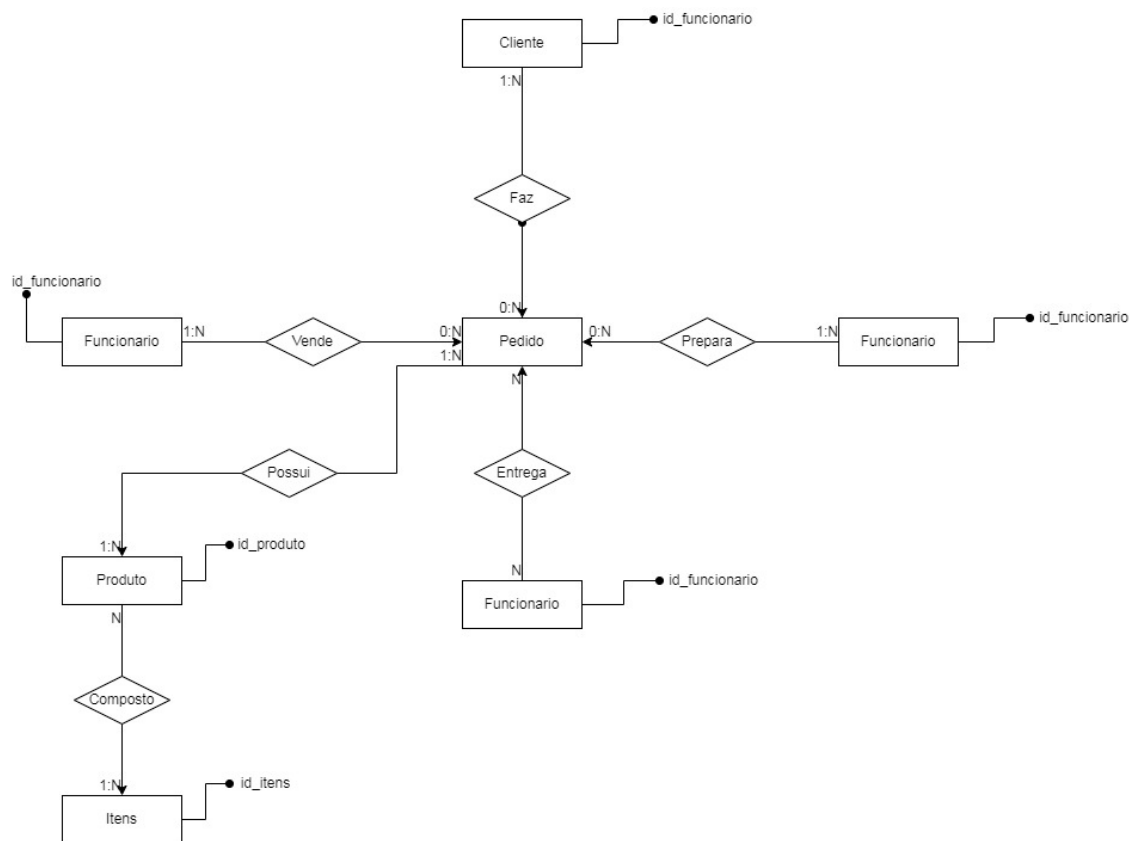 id_funcionario
Cliente
1:N
Faz
id_funcionario
0:N
Funcionario
1:N
Vende
0:N
Pedido
0:N
Prepara
1:N
Funcionario
id_funcionario
1:N
N
Possui
Entrega
1:N
id_produto
Produto
N
N
Funcionario
id_funcionario
Composto
1:N
id_itens
Itens